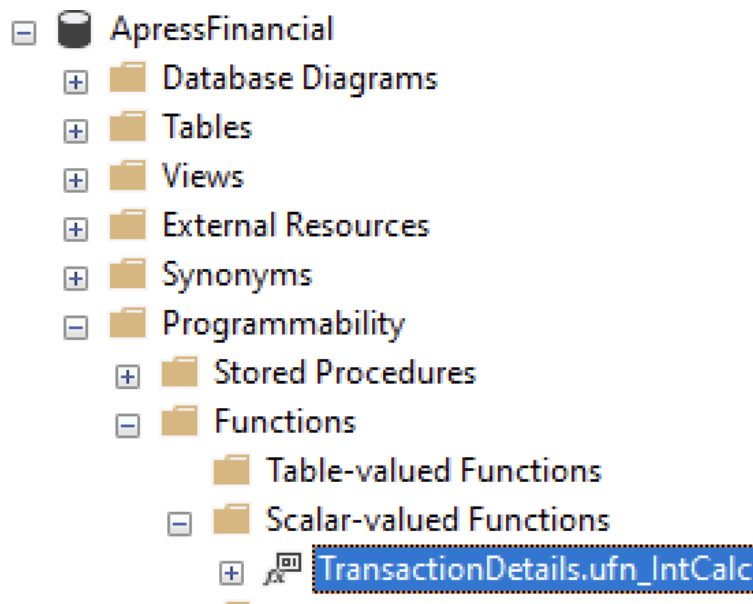 ApressFinancial
Database Diagrams
Tables
Views
External Resources
Synonyms
Programmability
Stored Procedures
Functions
Table-valued Functions
Scalar-valued Functions
TransactionDetails.ufn_IntCalc